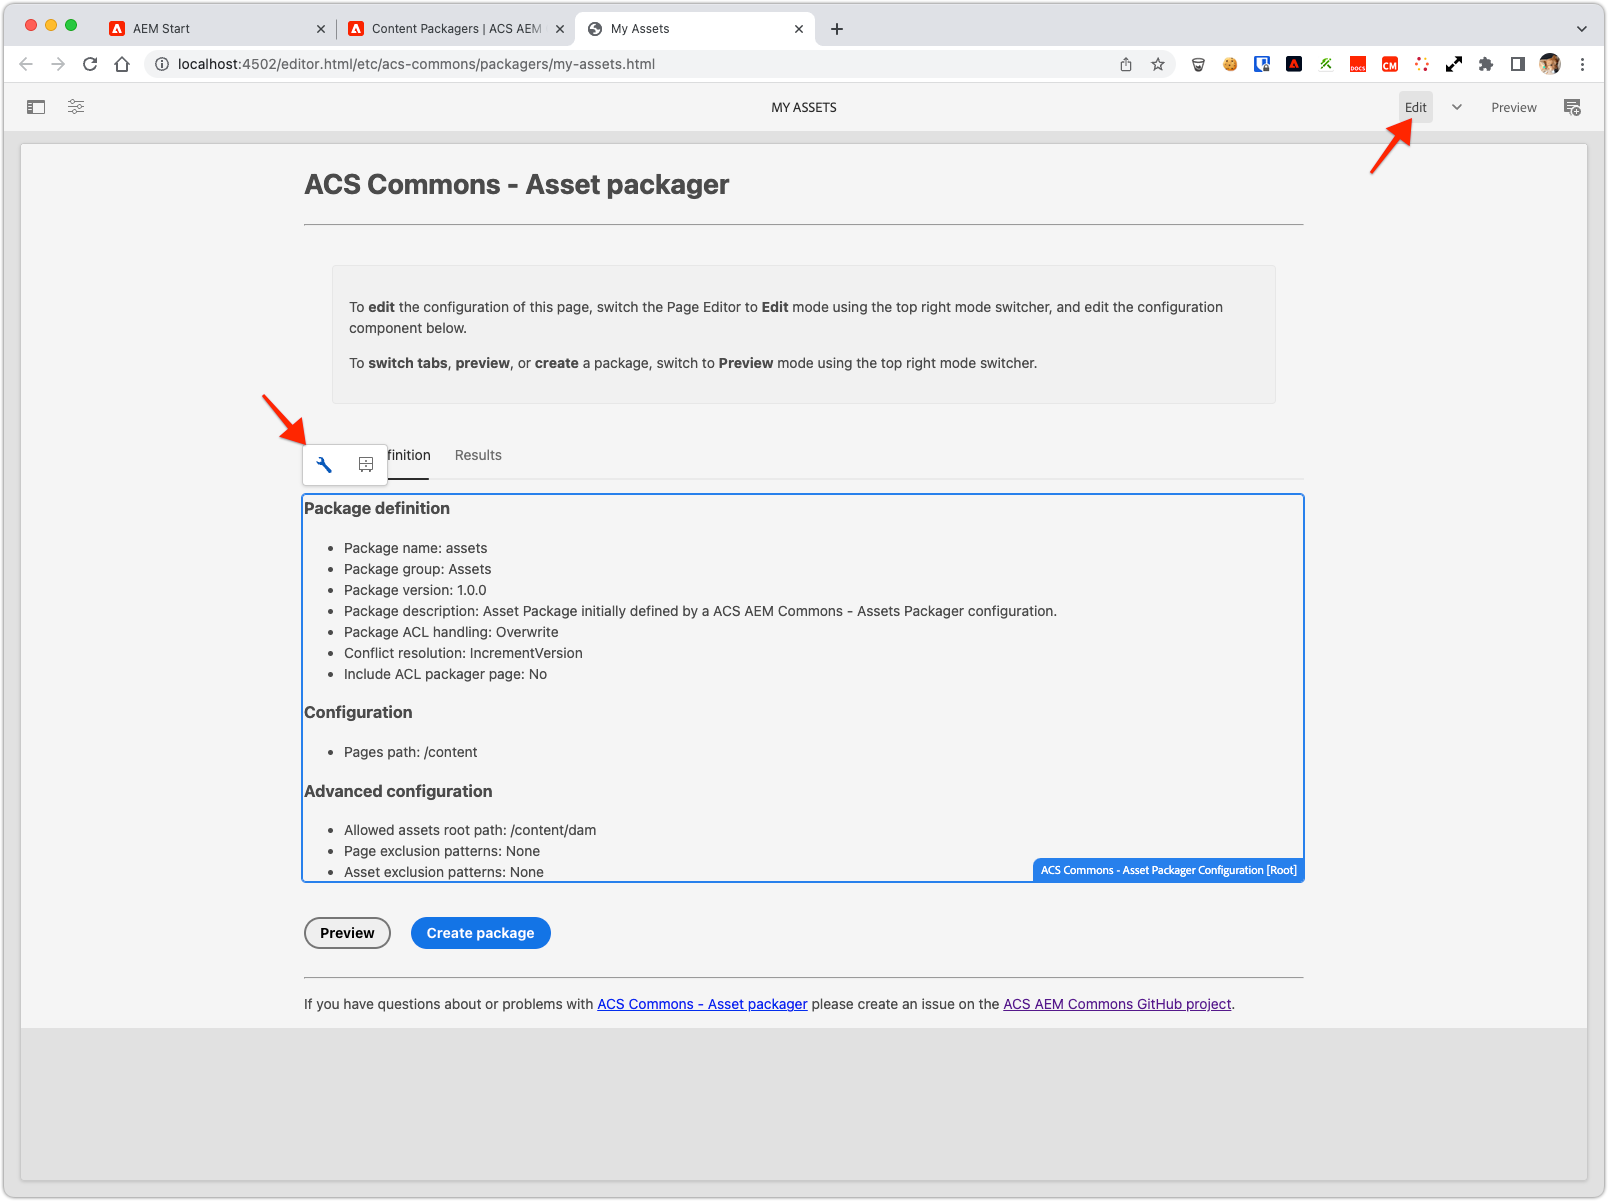 AEM Start
Content Packagers | ACS AEM
My Assets
localhost:4502/editor.html/etc/acs-commons/packagers/my-assets.html
DOCS
CM
MY ASSETS
Edit
Preview
ACS Commons - Asset packager
To edit the configuration of this page, switch the Page Editor to Edit mode using the top right mode switcher, and edit the configuration
component below.
To switch tabs, preview, or create a package, switch to Preview mode using the top right mode switcher.
finition
Results
Package definition
• Package name: assets
• Package group: Assets
• Package version: 1.0.0
• Package description: Asset Package initially defined by a ACS AEM Commons - Assets Packager configuration.
• Package ACL handling: Overwrite
• Conflict resolution: IncrementVersion
• Include ACL packager page: No
Configuration
• Pages path: /content
Advanced configuration
• Allowed assets root path: /content/dam
• Page exclusion patterns: None
• Asset exclusion patterns: None
ACS Commons - Asset Packager Configuration [Root]
Preview
Create package
If you have questions about or problems with ACS Commons - Asset packager please create an issue on the ACS AEM Commons GitHub project.